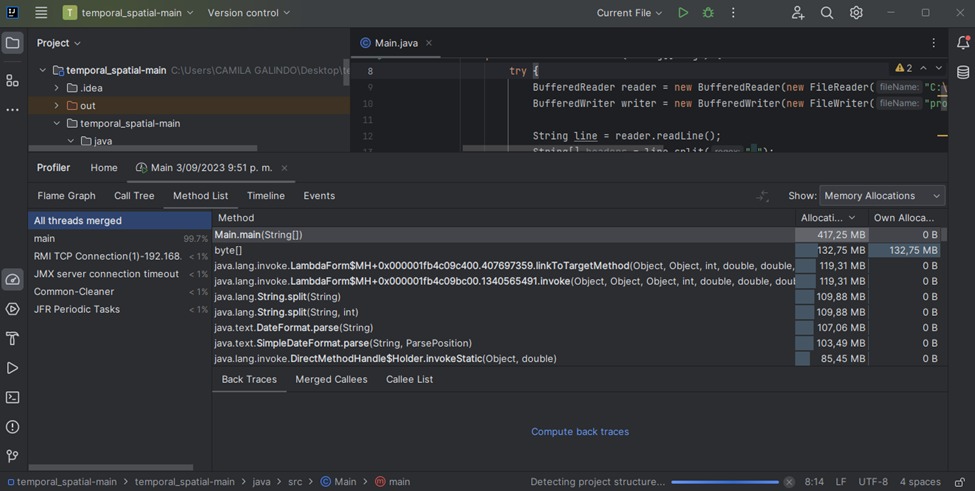 T temporal_spatial-main Version control Current File
Project
Main.java
temporal_spatial-main C:\Users\CAMILA GALINDO\Desktop\te
.idea
out
temporal_spatial-main
java
8 try {
2
9 BufferedReader reader = new BufferedReader(new FileReader( fileName: "C:\
10 BufferedWriter writer = new BufferedWriter(new FileWriter( fileName: "pro
11
12 String line = reader.readLine();
Profiler Home Main 3/09/2023 9:51 p. m.
Flame Graph Call Tree Method List Timeline Events Show: Memory Allocations
All threads merged
main 99.7%
RMI TCP Connection(1)-192.168. < 1%
JMX server connection timeout < 1%
Common-Cleaner < 1%
JFR Periodic Tasks < 1%
Method Allocati... Own Alloca...
Main.main(String[]) 417,25 MB 0 B
byte[] 132,75 MB 132,75 MB
java.lang.invoke.LambdaForm$MH+0x000001fb4c09c400.407697359.linkToTargetMethod(Object, Object, int, double, double, 119,31 MB 0 B
java.lang.invoke.LambdaForm$MH+0x000001fb4c09bc00.1340565491.invoke(Object, Object, Object, int, double, double, dou 119,31 MB 0 B
java.lang.String.split(String) 109,88 MB 0 B
java.lang.String.split(String, int) 109,88 MB 0 B
java.text.DateFormat.parse(String) 107,06 MB 0 B
java.text.SimpleDateFormat.parse(String, ParsePosition) 103,49 MB 0 B
java.lang.invoke.DirectMethodHandle$Holder.invokeStatic(Object, double) 85,45 MB 0 B
Back Traces Merged Callees Callee List
Compute back traces
temporal_spatial-main > temporal_spatial-main > java > src > Main > main Detecting project structure... 8:14 LF UTF-8 4 spaces